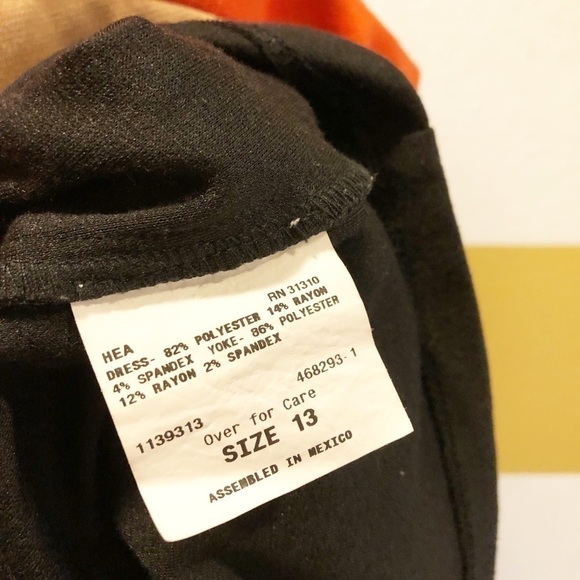 RN 31310
HEA
DRESS- 82% POLYESTER 14% RAYON
4% SPANDEX YOKE- 86% POLYESTER
12% RAYON 2% SPANDEX
468293-1
1139313
Over for Care
SIZE 13
ASSEMBLED IN MEXICO